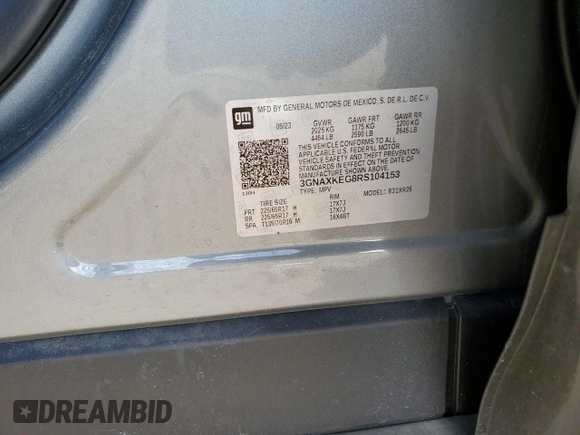 gm
MFD BY GENERAL MOTORS DE MEXICO, S. DE R.L. DE C.V.
05/23 GVWR GAWR FRT GAWR RR
2025 KG 1175 KG 1200 KG
4464 LB 2590 LB 2645 LB
THIS VEHICLE CONFORMS TO ALL
APPLICABLE U.S. FEDERAL MOTOR
VEHICLE SAFETY AND THEFT PREVENTION
STANDARDS IN EFFECT ON THE DATE OF
MANUFACTURE SHOWN ABOVE.
3GNAXKEG8RS104153
TYPE: MPV MODEL:
TIRE SIZE RIM
FRT 225/65R17 H 17X7J
RR 225/65R17 H 17X7J
SPA T135/70R16 M 16X4BT
DREAMBID